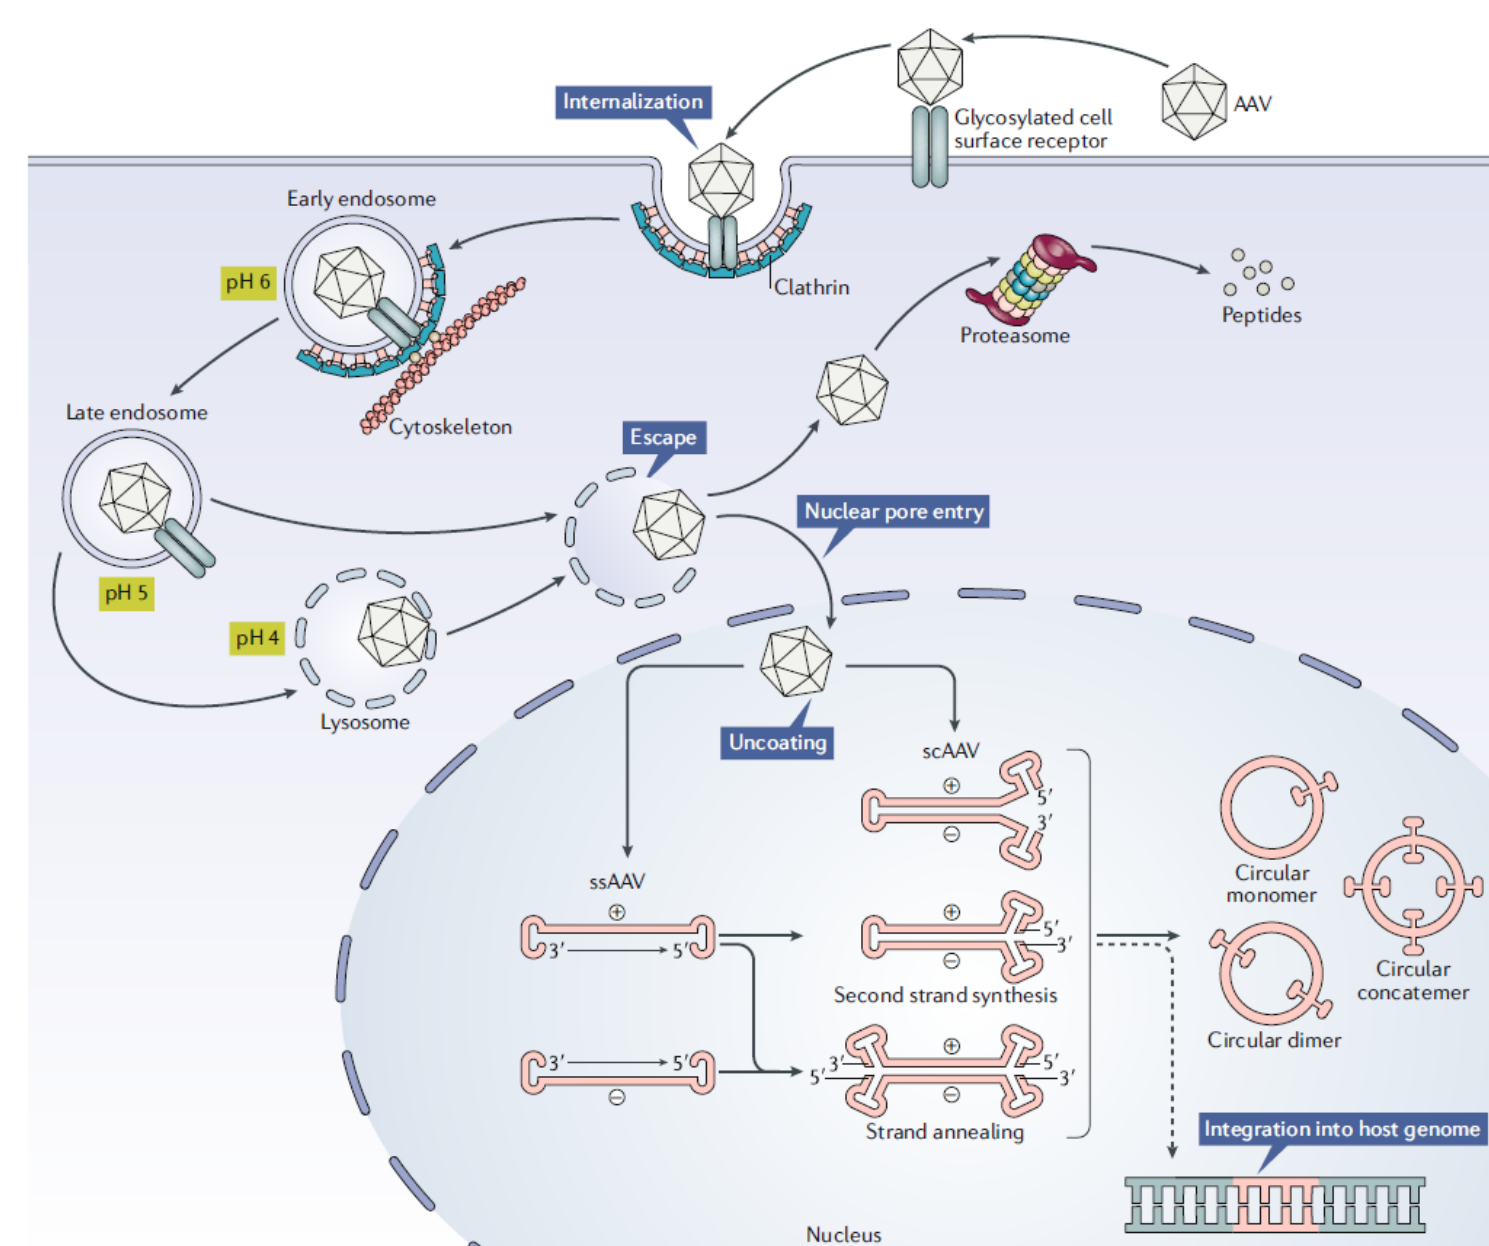 Internalization
AAV
Glycosylated cell
surface receptor
Early endosome
pH 6
Clathrin
Proteasome
Peptides
Late endosome
Cytoskeleton
Escape
Nuclear pore entry
pH 5
pH 4
Lysosome
Uncoating
scAAV
+
5′
3′
−
Circular
monomer
ssAAV
+
3′ 5′
+
5′
3′
−
Second strand synthesis
Circular
concatemer
Circular dimer
3′ 5′
−
+
3′ 5′
5′ 3′
−
Strand annealing
Integration into host genome
Nucleus